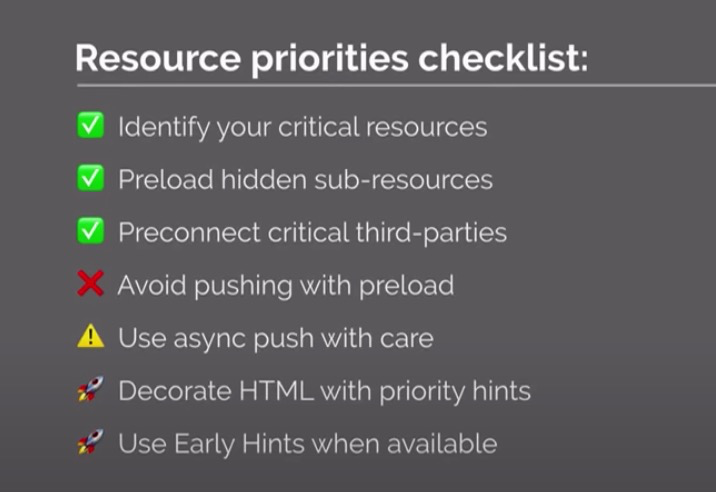 Resource priorities checklist:
✅ Identify your critical resources
✅ Preload hidden sub-resources
✅ Preconnect critical third-parties
❌ Avoid pushing with preload
⚠️ Use async push with care
🚀 Decorate HTML with priority hints
🚀 Use Early Hints when available